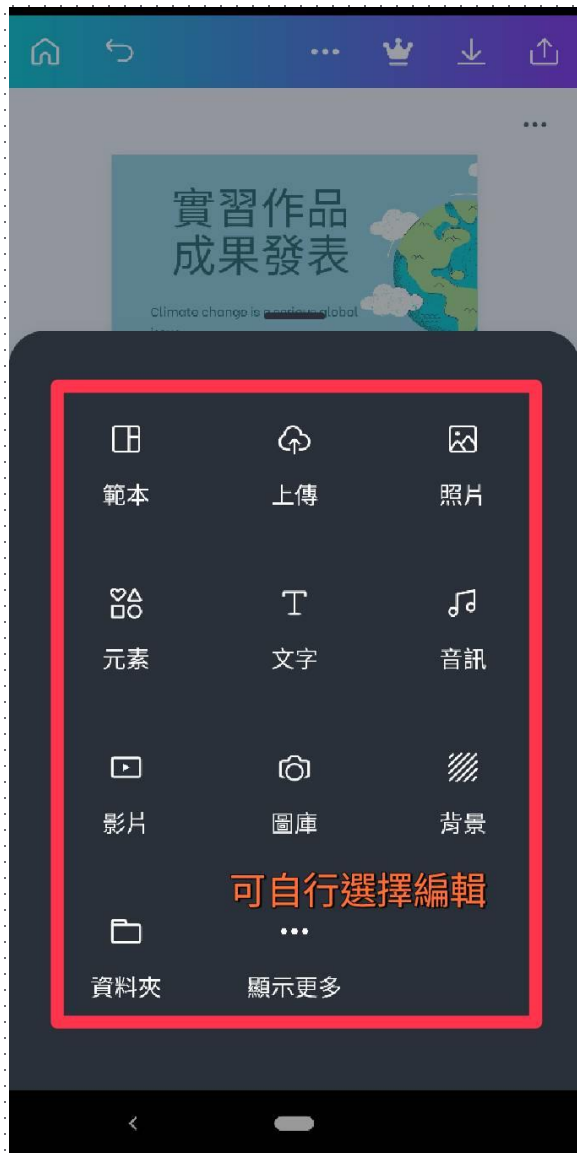 實習作品
成果發表
Climate change is a serious global
範本
上傳
照片
元素
文字
音訊
影片
圖庫
背景
可自行選擇編輯
資料夾
顯示更多